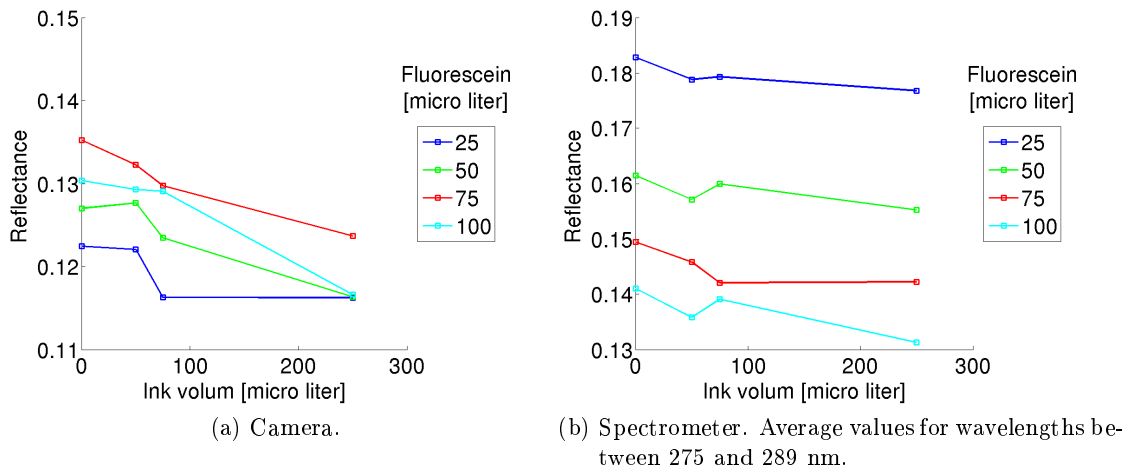 0.15
0.14
0.13
0.12
0.11
Reflectance
0
100
200
300
Ink volum [micro liter]
Fluorescein
[micro liter]
25
50
75
100
(a) Camera.
0.19
0.18
0.17
0.16
0.15
0.14
0.13
Reflectance
0
100
200
300
Ink volum [micro liter]
Fluorescein
[micro liter]
25
50
75
100
(b) Spectrometer. Average values for wavelengths be-
tween 275 and 289 nm.